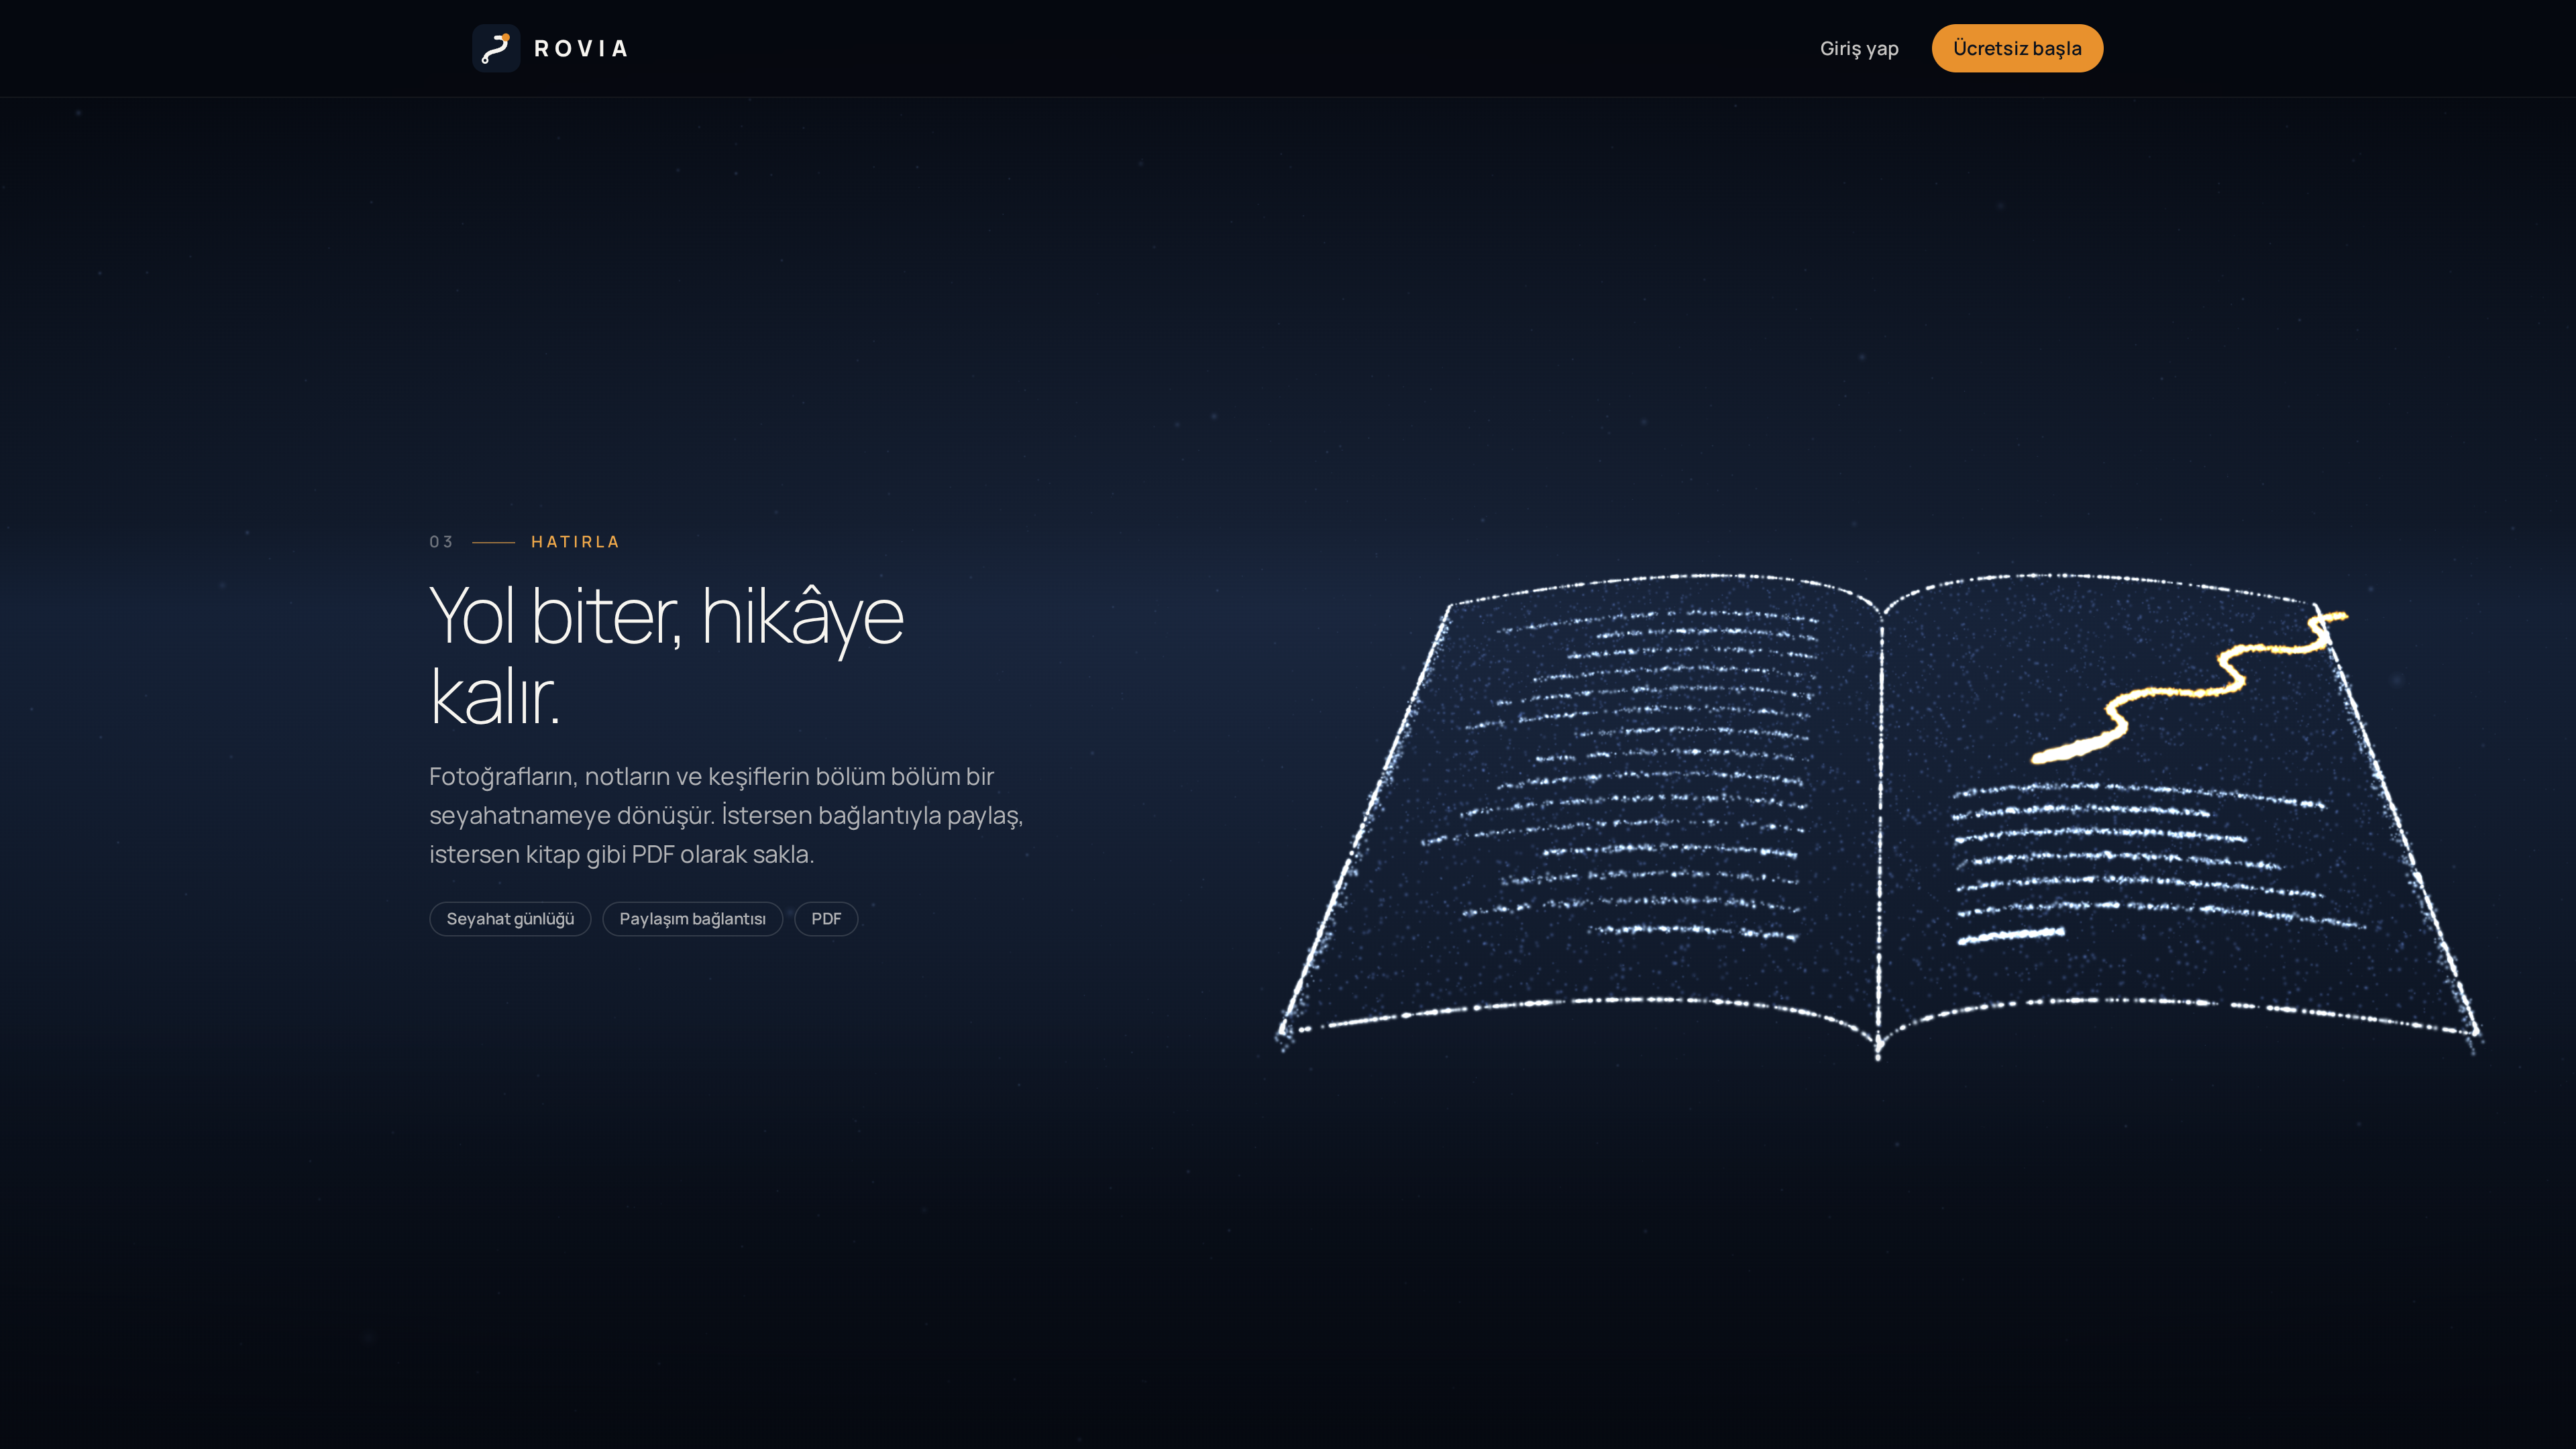 ROVIA
Giriş yap
Ücretsiz başla
03 HATIRLA
Yol biter, hikâye
kalır.
Fotoğrafların, notların ve keşiflerin bölüm bölüm bir
seyahatnameye dönüşür. İstersen bağlantıyla paylaş,
istersen kitap gibi PDF olarak sakla.
Seyahat günlüğü
Paylaşım bağlantısı
PDF